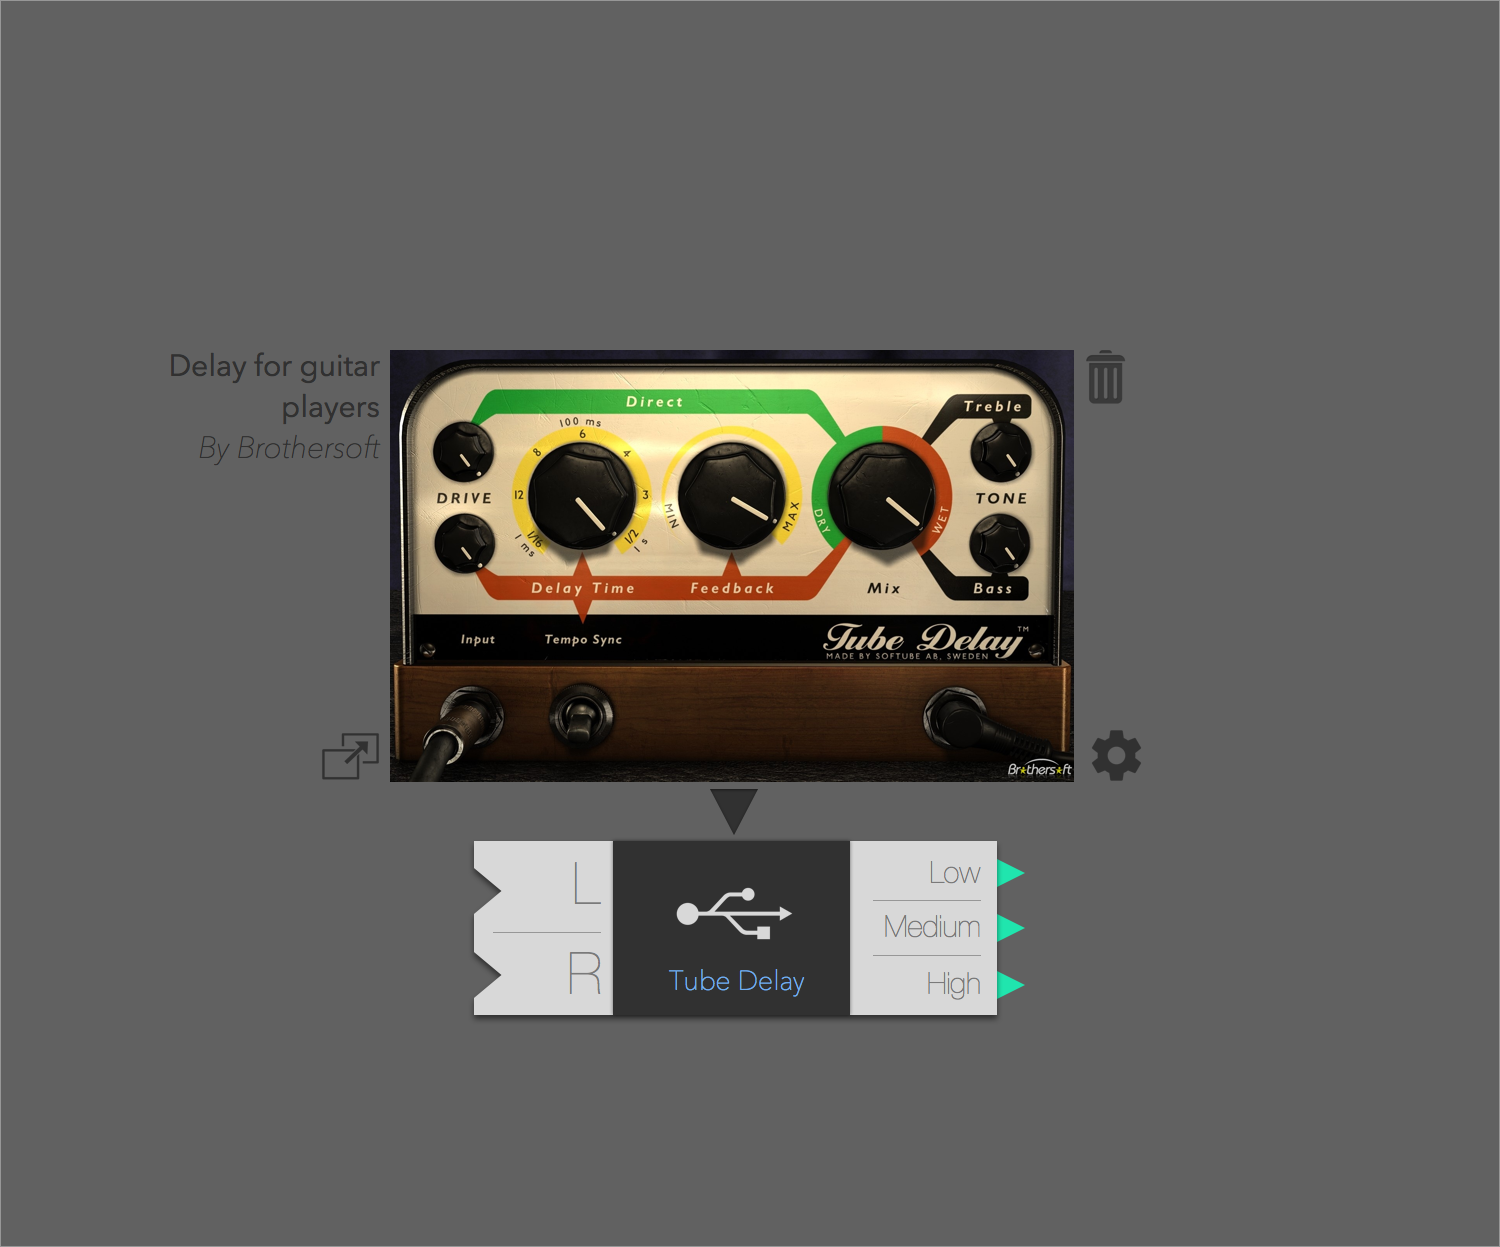 Delay for guitar
players
By Brothersoft
Direct
Treble
100 ms
6
8
4
12
3
1/16
1/2
1 ms
1 s
DRIVE
MIN
MAX
DRY
WET
TONE
Delay Time
Feedback
Mix
Bass
Input
Tempo Sync
Tube Delay™
MADE BY SOFTUBE AB, SWEDEN
Brothersoft
L
R
Tube Delay
Low
Medium
High